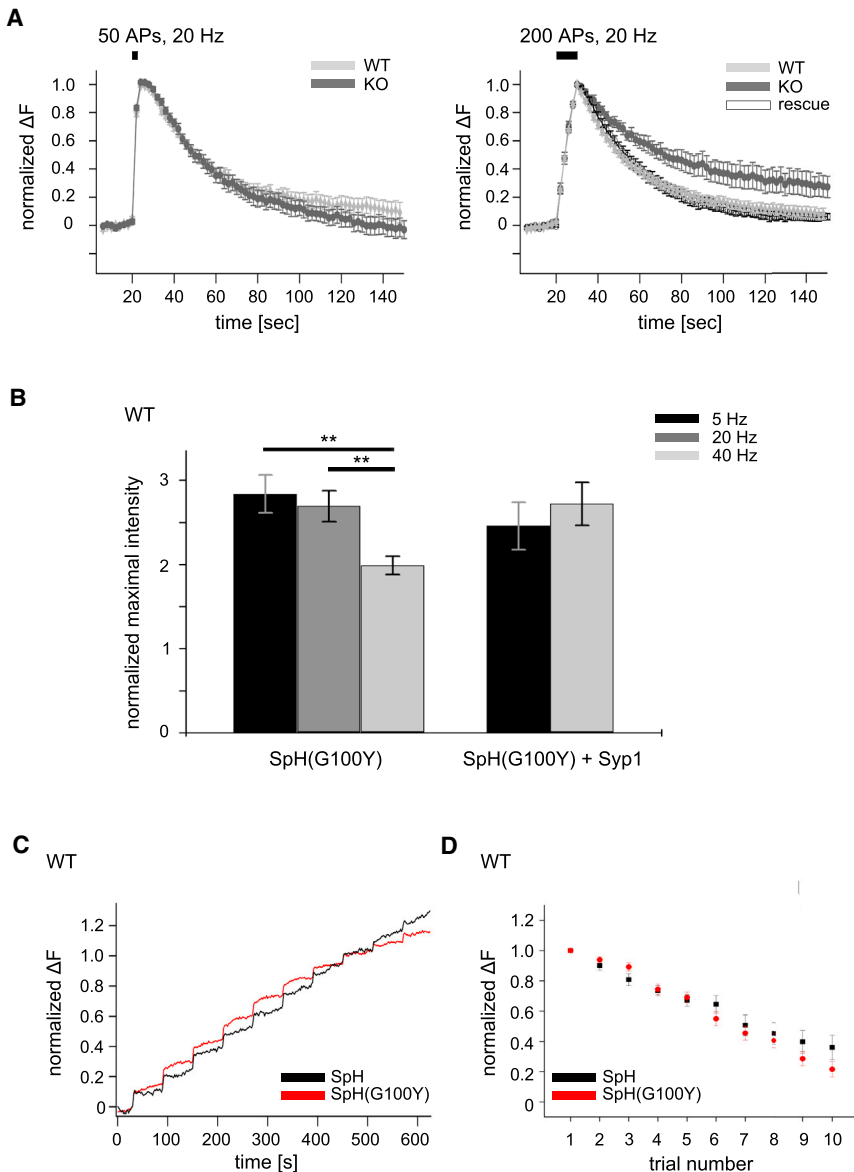 A
50 APs, 20 Hz
WT
KO
1.0
0.8
0.6
0.4
0.2
0
normalized ΔF
20 40 60 80 100 120 140
time [sec]
200 APs, 20 Hz
WT
KO
rescue
1.0
0.8
0.6
0.4
0.2
0
normalized ΔF
20 40 60 80 100 120 140
time [sec]
B
WT
5 Hz
20 Hz
40 Hz
**
**
3
2
1
0
normalized maximal intensity
SpH(G100Y) SpH(G100Y) + Syp1
C
WT
1.2
1.0
0.8
0.6
0.4
0.2
0
normalized ΔF
SpH
SpH(G100Y)
0 100 200 300 400 500 600
time [s]
D
WT
1.2
1.0
0.8
0.6
0.4
0.2
0
normalized ΔF
SpH
SpH(G100Y)
1 2 3 4 5 6 7 8 9 10
trial number